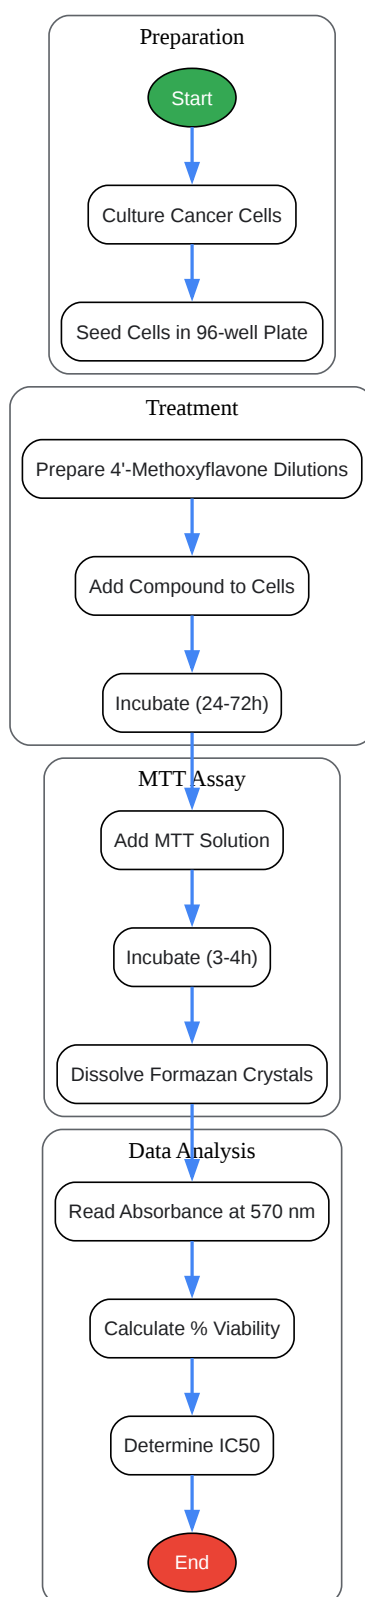 Preparation
Start
Culture Cancer Cells
Seed Cells in 96-well Plate
Treatment
Prepare 4'-Methoxyflavone Dilutions
Add Compound to Cells
Incubate (24-72h)
MTT Assay
Add MTT Solution
Incubate (3-4h)
Dissolve Formazan Crystals
Data Analysis
Read Absorbance at 570 nm
Calculate % Viability
Determine IC50
End